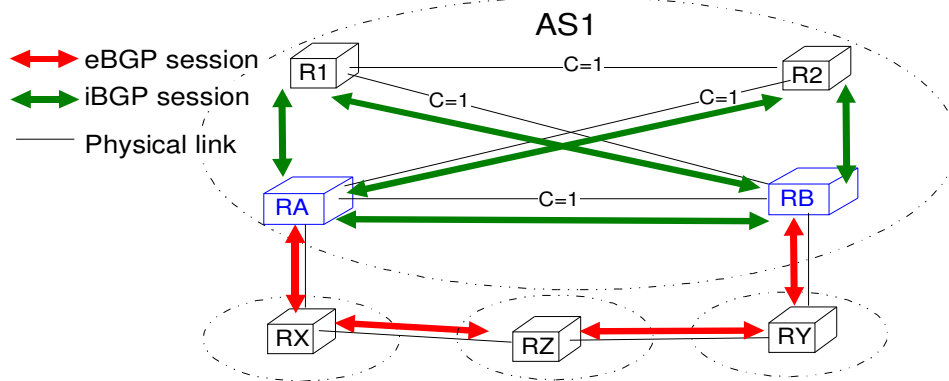 AS1
eBGP session
iBGP session
Physical link
R1
C=1
R2
C=1
C=1
RA
C=1
RB
RX
RZ
RY